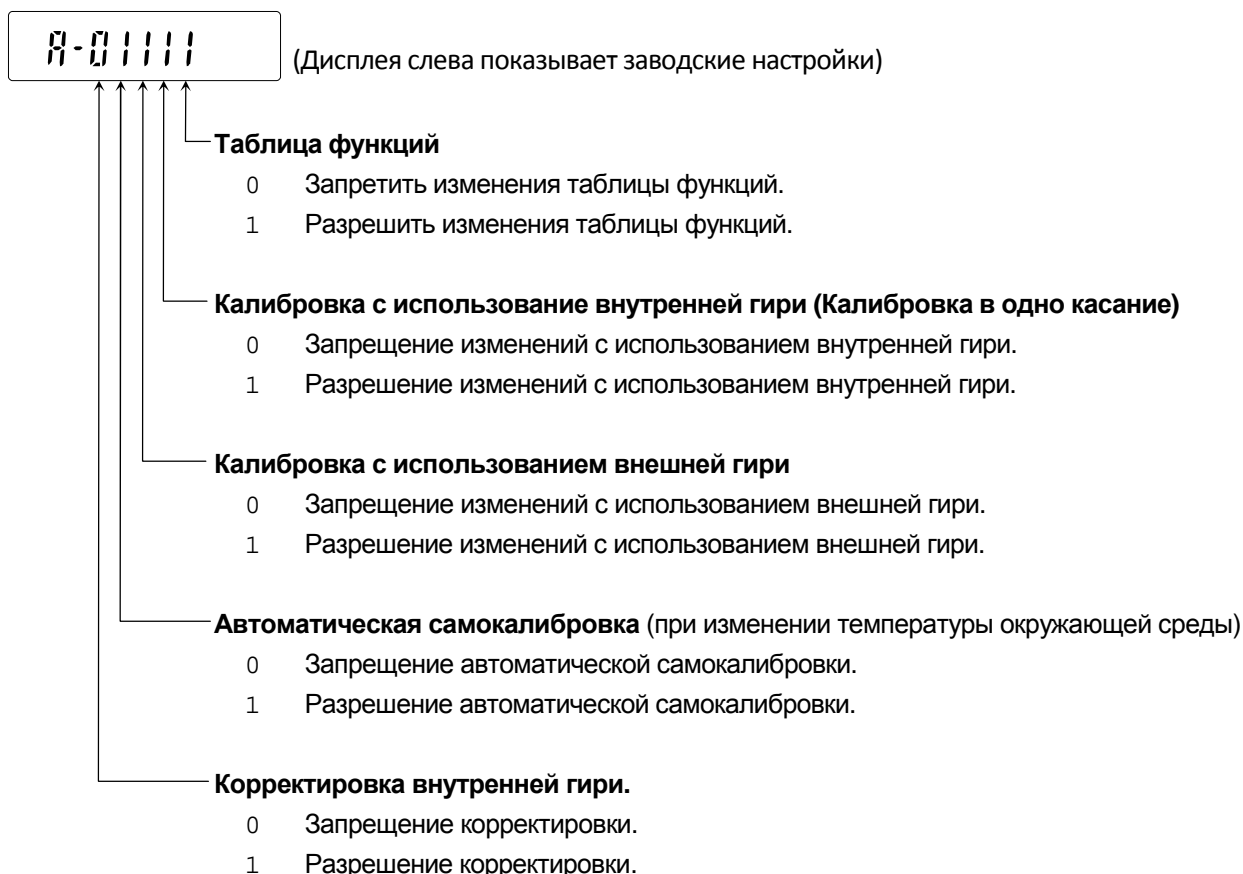 A-01111
(Дисплея слева показывает заводские настройки)
Таблица функций
0 Запретить изменения таблицы функций.
1 Разрешить изменения таблицы функций.
Калибровка с использование внутренней гири (Калибровка в одно касание)
0 Запрещение изменений с использованием внутренней гири.
1 Разрешение изменений с использованием внутренней гири.
Калибровка с использованием внешней гири
0 Запрещение изменений с использованием внешней гири.
1 Разрешение изменений с использованием внешней гири.
Автоматическая самокалибровка (при изменении температуры окружающей среды)
0 Запрещение автоматической самокалибровки.
1 Разрешение автоматической самокалибровки.
Корректировка внутренней гири.
0 Запрещение корректировки.
1 Разрешение корректировки.